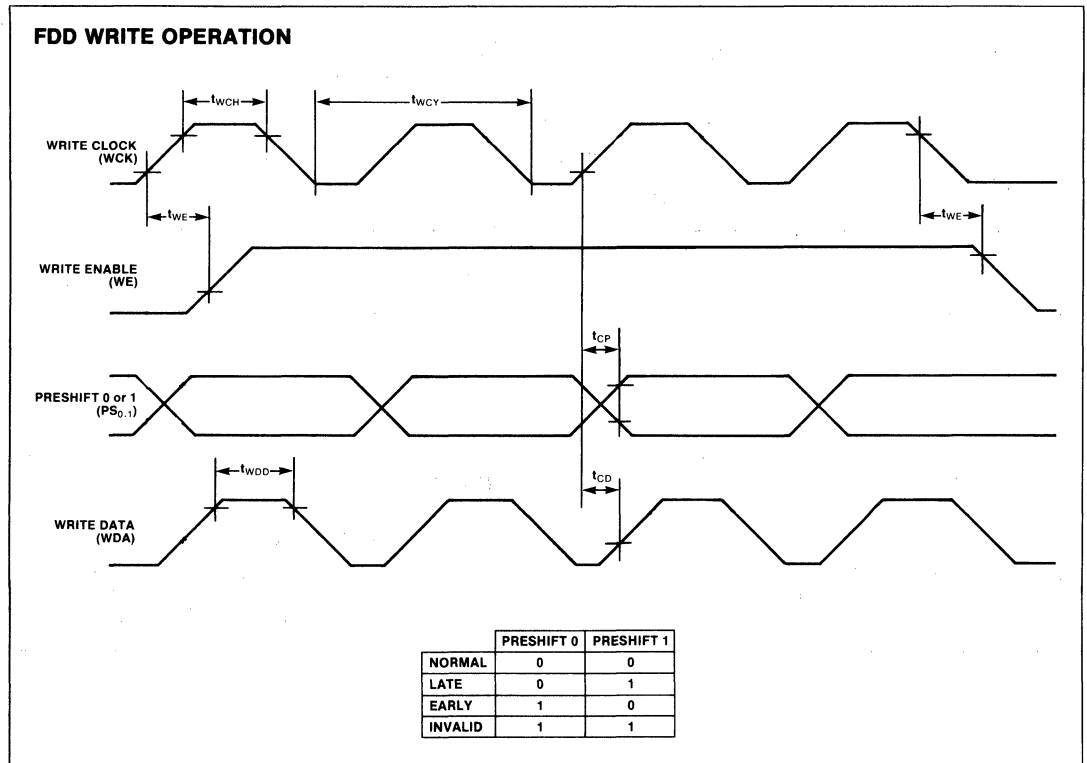 FDD WRITE OPERATION
tWCH
tWCY
WRITE CLOCK
(WCK)
tWE
tWE
WRITE ENABLE
(WE)
tCP
PRESHIFT 0 or 1
(PS0.1)
tWDD
tCD
WRITE DATA
(WDA)
PRESHIFT 0 PRESHIFT 1
NORMAL 0 0
LATE 0 1
EARLY 1 0
INVALID 1 1